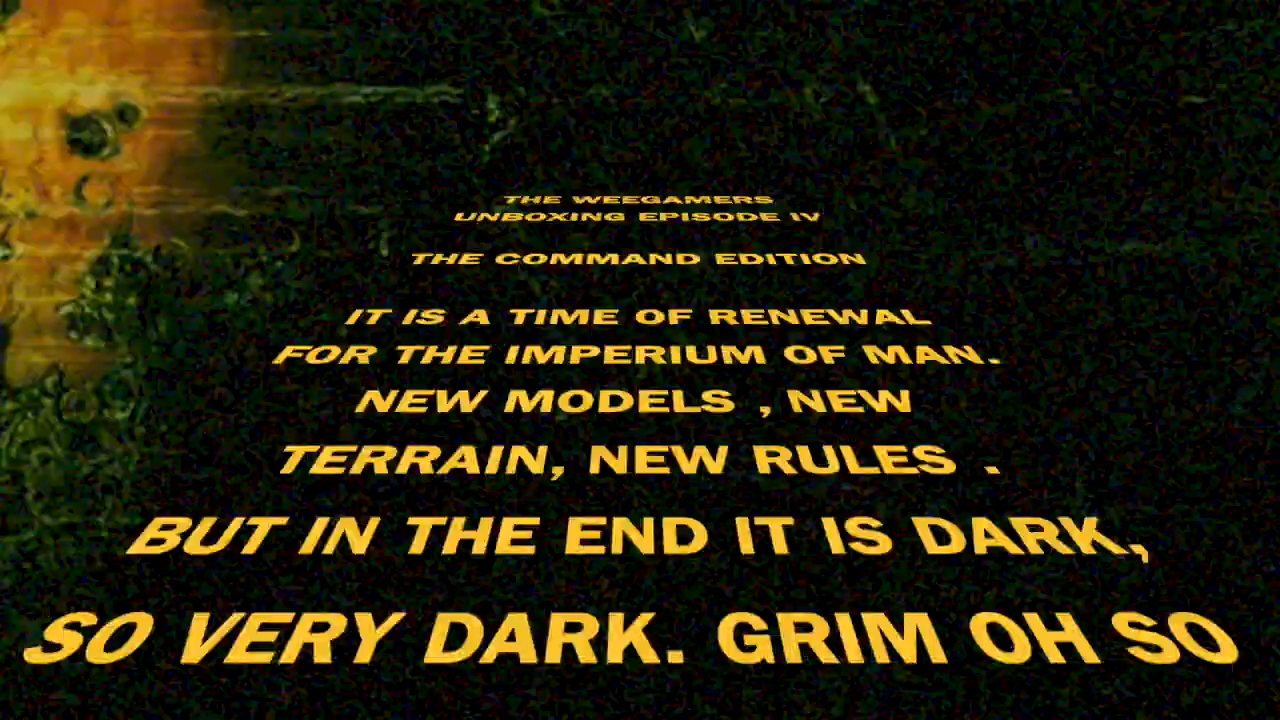 THE WEEGAMERS
UNBOXING EPISODE IV
THE COMMAND EDITION
IT IS A TIME OF RENEWAL
FOR THE IMPERIUM OF MAN.
NEW MODELS , NEW
TERRAIN, NEW RULES .
BUT IN THE END IT IS DARK,
SO VERY DARK. GRIM OH SO